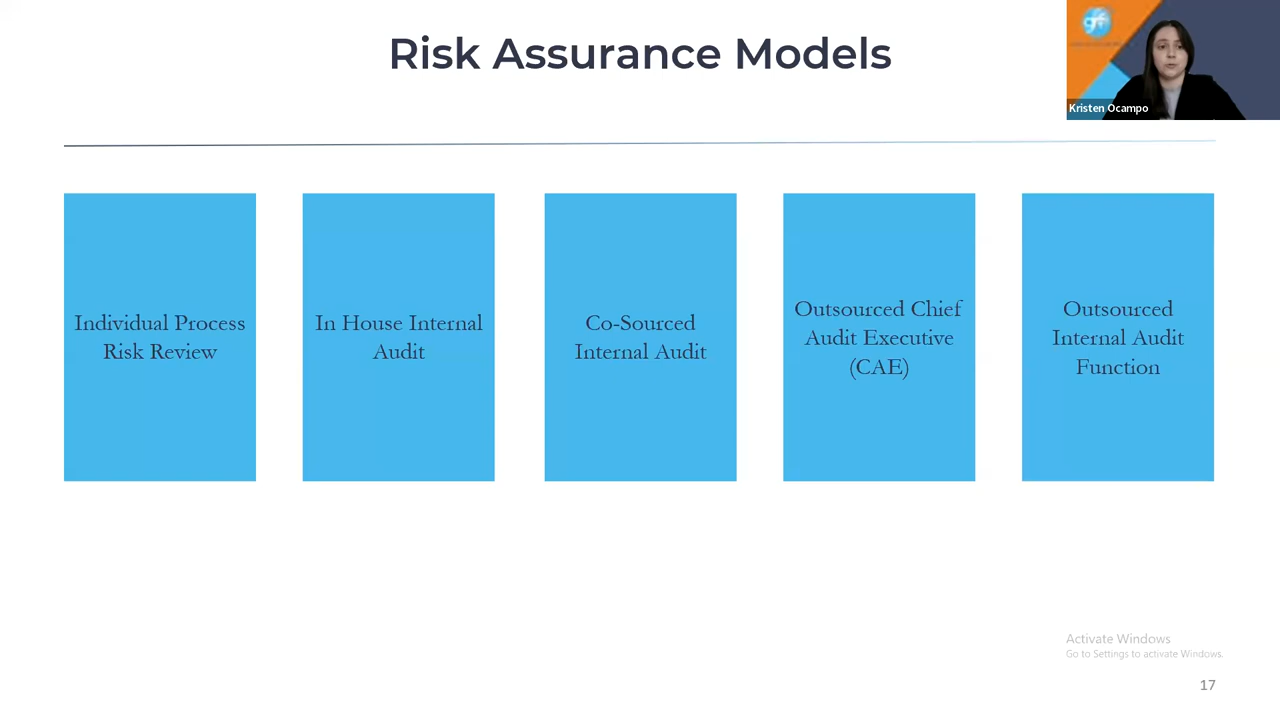 Risk Assurance Models
grf
Kristen Ocampo
Individual Process
Risk Review
In House Internal
Audit
Co-Sourced
Internal Audit
Outsourced Chief
Audit Executive
(CAE)
Outsourced
Internal Audit
Function
Activate Windows
Go to Settings to activate Windows.
17